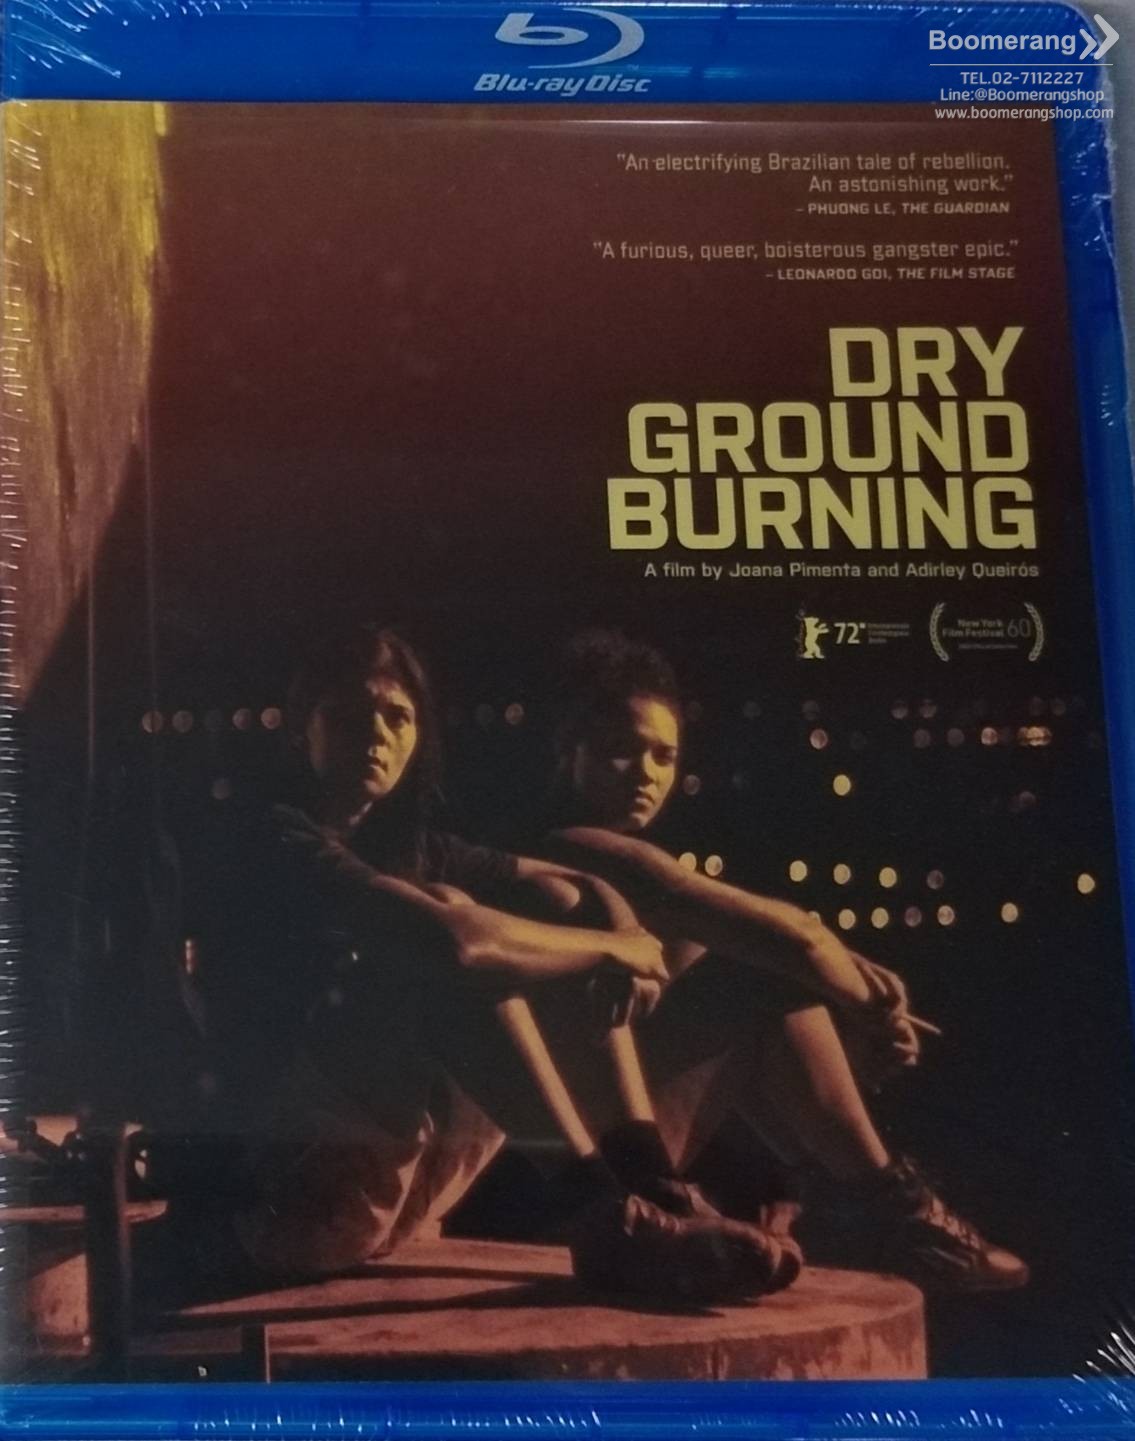 Blu-ray Disc
TM
Boomerang
TEL.02-7112227
Line:@Boomerangshop
www.boomerangshop.com
"An electrifying Brazilian tale of rebellion.
An astonishing work."
– PHUONG LE, THE GUARDIAN
"A furious, queer, boisterous gangster epic."
– LEONARDO GOI, THE FILM STAGE
DRY
GROUND
BURNING
A film by Joana Pimenta and Adirley Queirós
72
New York
Film Festival 60